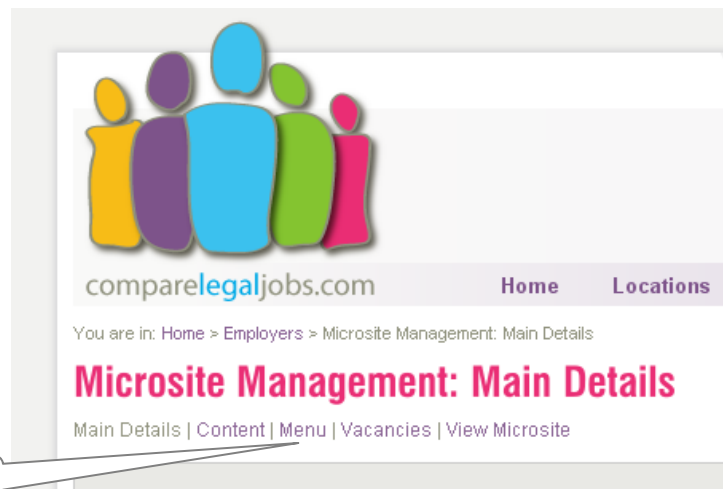 comparelegaljobs.com
Home Locations
You are in: Home > Employers > Microsite Management: Main Details
Microsite Management: Main Details
Main Details | Content | Menu | Vacancies | View Microsite